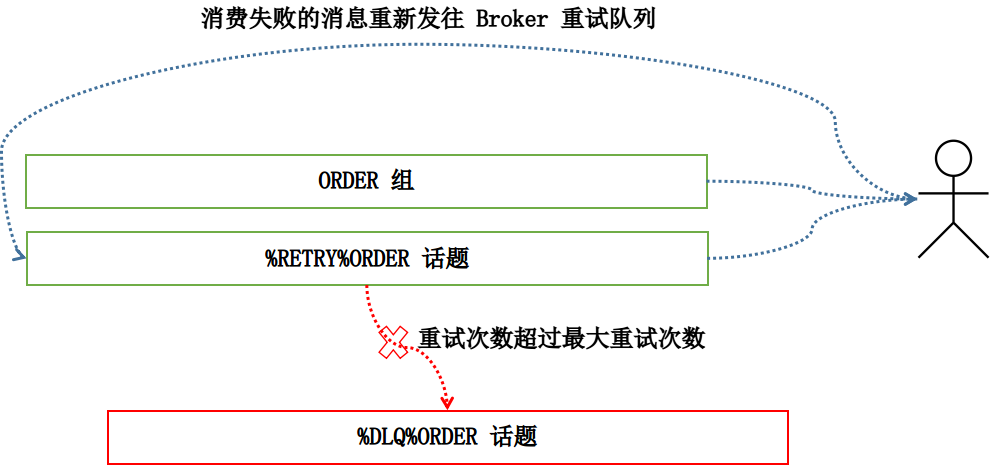 消费失败的消息重新发往 Broker 重试队列
ORDER 组
%RETRY%ORDER 话题
重试次数超过最大重试次数
%DLQ%ORDER 话题